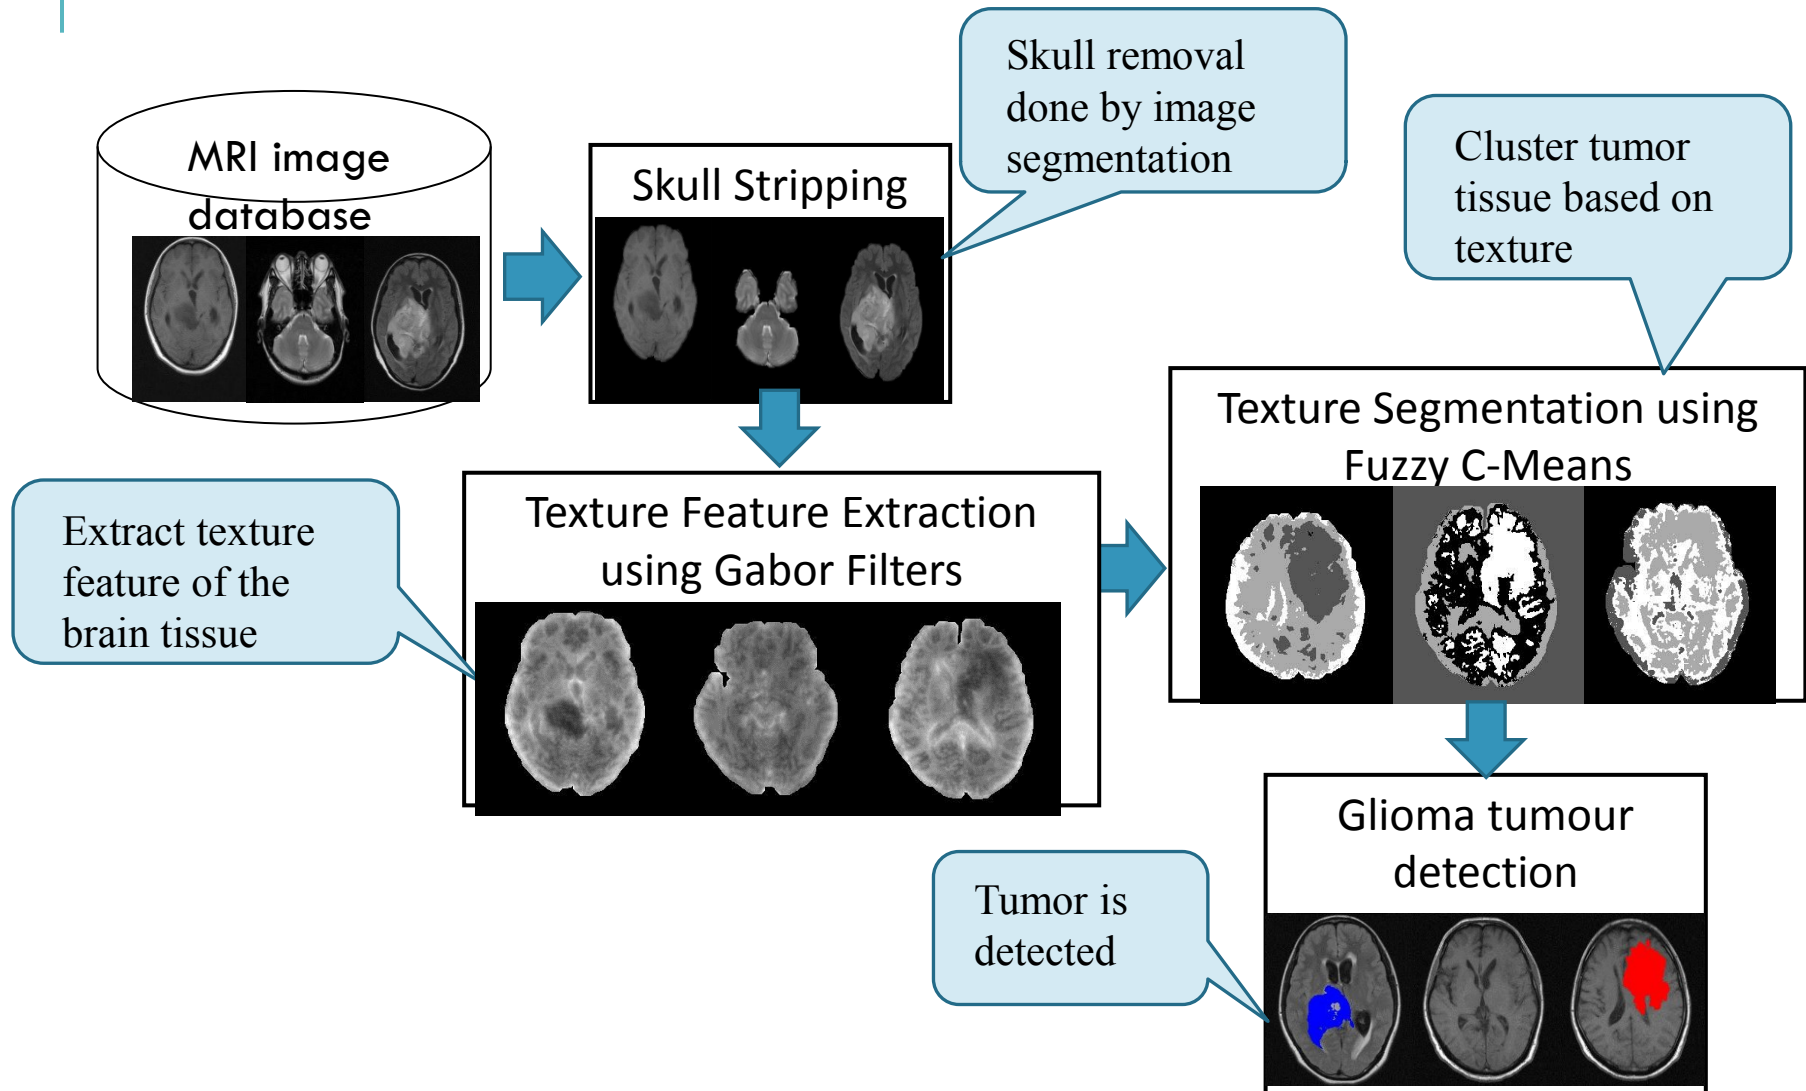 MRI image
database
Skull Stripping
Skull removal
done by image
segmentation
Cluster tumor
tissue based on
texture
Texture Segmentation using
Fuzzy C-Means
Extract texture
feature of the
brain tissue
Texture Feature Extraction
using Gabor Filters
Glioma tumour
detection
Tumor is
detected